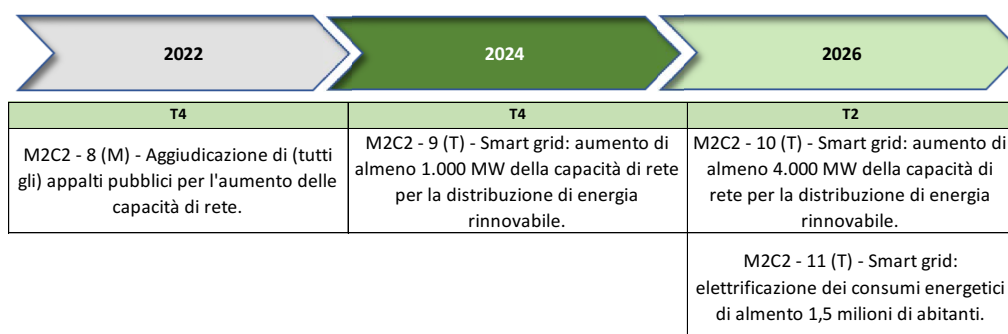 2022
2024
2026
T4
T4
T2
M2C2 - 8 (M) - Aggiudicazione di (tutti
gli) appalti pubblici per l'aumento delle
capacità di rete.
M2C2 - 9 (T) - Smart grid: aumento di
almeno 1.000 MW della capacità di rete
per la distribuzione di energia
rinnovabile.
M2C2 - 10 (T) - Smart grid: aumento di
almeno 4.000 MW della capacità di
rete per la distribuzione di energia
rinnovabile.
M2C2 - 11 (T) - Smart grid:
elettrificazione dei consumi energetici
di almento 1,5 milioni di abitanti.